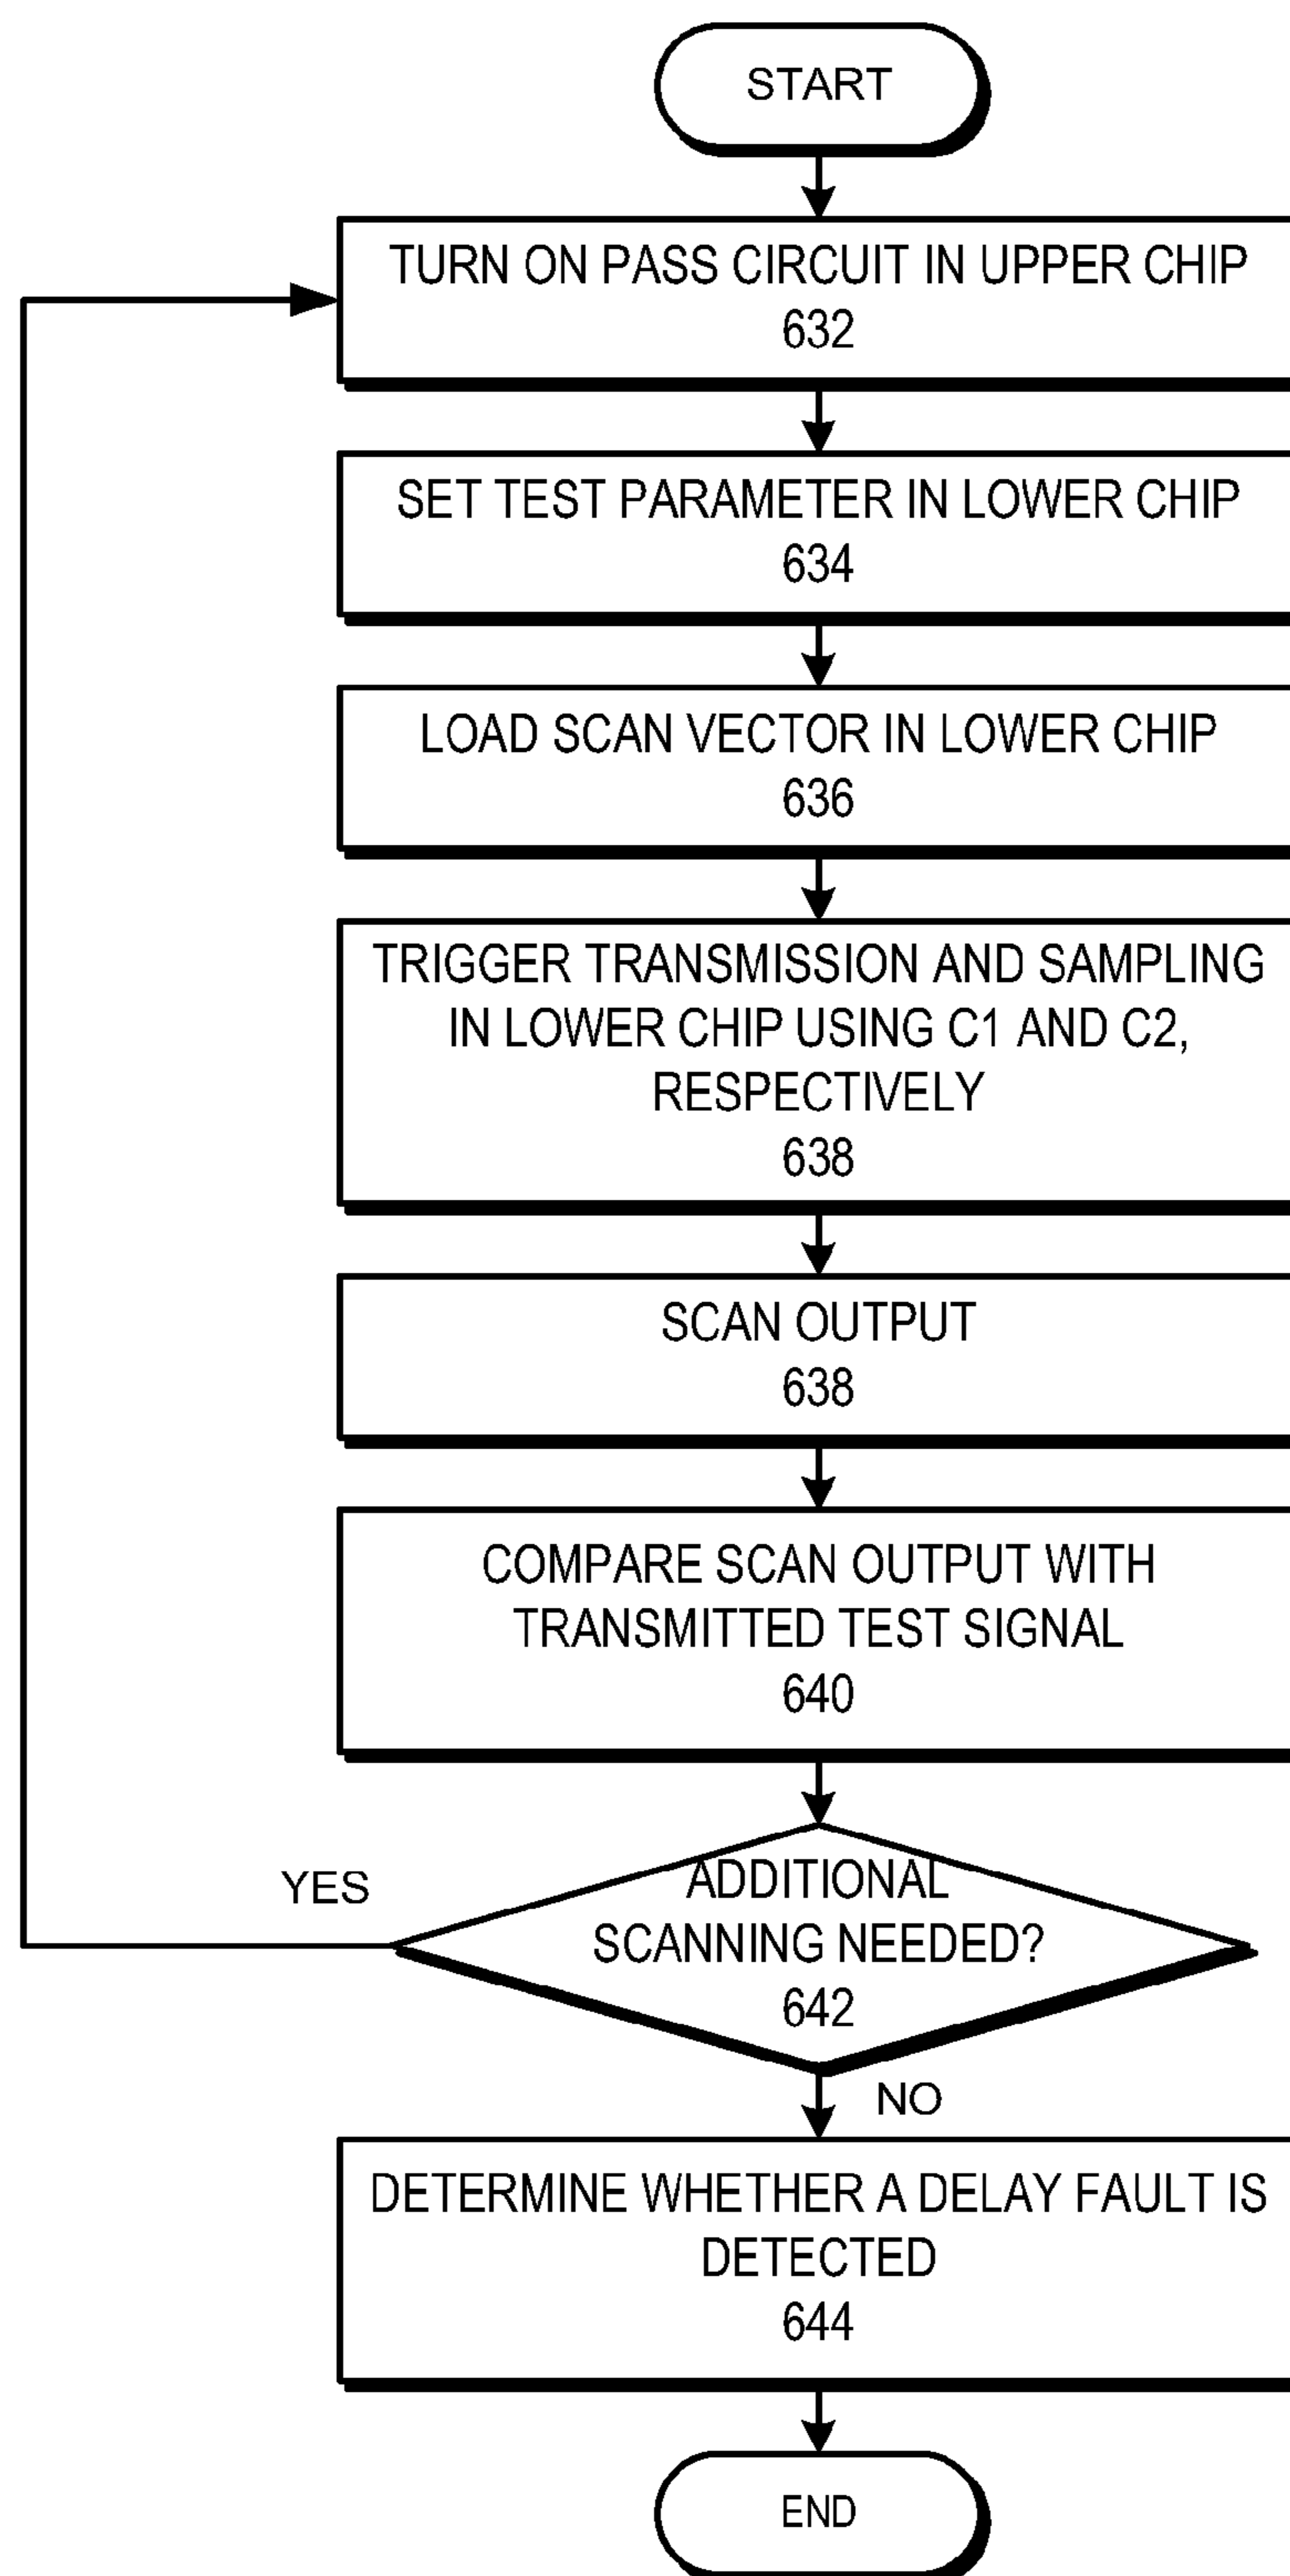 START
TURN ON PASS CIRCUIT IN UPPER CHIP
632
SET TEST PARAMETER IN LOWER CHIP
634
LOAD SCAN VECTOR IN LOWER CHIP
636
TRIGGER TRANSMISSION AND SAMPLING
IN LOWER CHIP USING C1 AND C2,
RESPECTIVELY
638
SCAN OUTPUT
638
COMPARE SCAN OUTPUT WITH
TRANSMITTED TEST SIGNAL
640
YES
ADDITIONAL
SCANNING NEEDED?
642
NO
DETERMINE WHETHER A DELAY FAULT IS
DETECTED
644
END